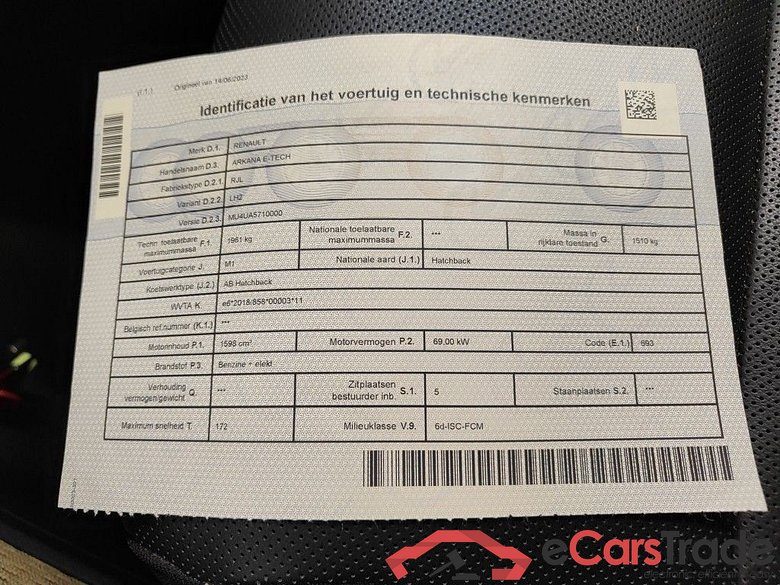 (I.1.) Origineel van 14/06/2023
Identificatie van het voertuig en technische kenmerken
Merk D.1. RENAULT
Handelsnaam D.3. ARKANA E-TECH
Fabriekstype D.2.1. RJL
Variant D.2.2. LH2
Versie D.2.3. MU4UA5710000
Techn toelaatbare maximummassa F.1. 1961 kg Nationale toelaatbare maximummassa F.2. --- Massa in rijklare toestand G. 1510 kg
Voertuigcategorie J. M1 Nationale aard (J.1.) Hatchback
Koetswerktype (J.2.) AB Hatchback
WVTA K. e6*2018/858*00003*11
Belgisch ref.nummer (K.1.) ---
Motorinhoud P.1. 1598 cm³ Motorvermogen P.2. 69,00 kW Code (E.1.) 693
Brandstof P.3. Benzine + elekt
Verhouding vermogen/gewicht Q. --- Zitplaatsen bestuurder inb. S.1. 5 Staanplaatsen S.2. ---
Maximum snelheid T. 172 Milieuklasse V.9. 6d-ISC-FCM
eCarsTrade